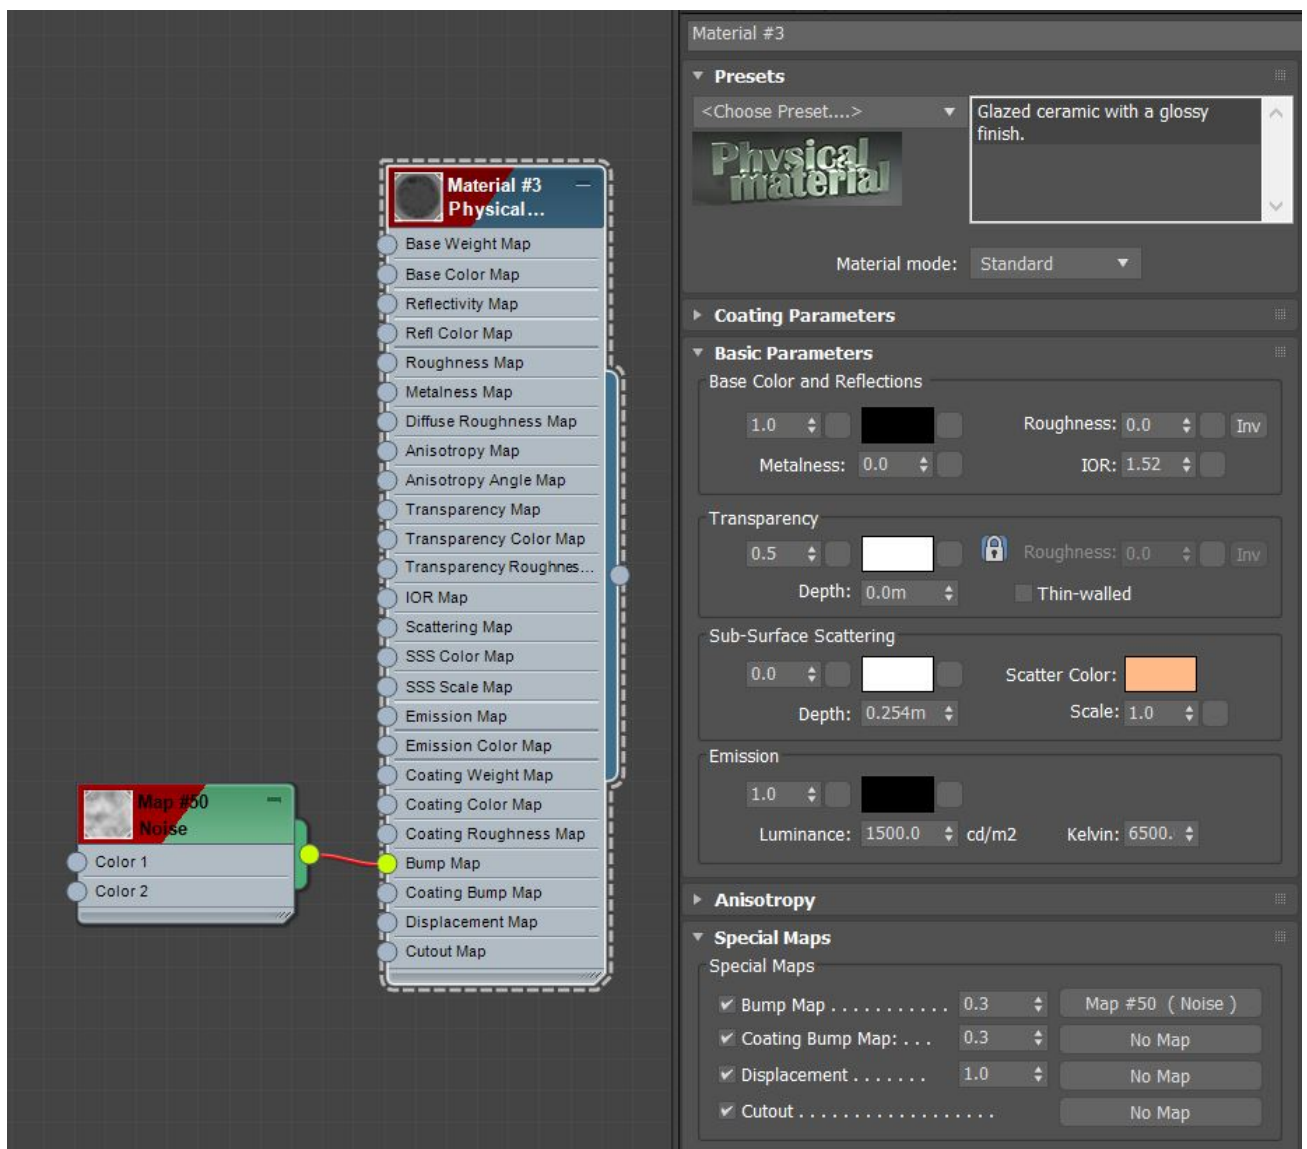 Material #3
Presets
<Choose Preset....>
Glazed ceramic with a glossy
finish.
Physical
material
Material mode: Standard
Coating Parameters
Basic Parameters
Base Color and Reflections
1.0
Roughness: 0.0 Inv
Metalness: 0.0
IOR: 1.52
Transparency
0.5
Roughness: 0.0 Inv
Depth: 0.0m
Thin-walled
Sub-Surface Scattering
0.0
Scatter Color:
Depth: 0.254m
Scale: 1.0
Emission
1.0
Luminance: 1500.0 cd/m2
Kelvin: 6500.
Anisotropy
Special Maps
Special Maps
Bump Map . . . . . . . . . . . 0.3 Map #50 ( Noise )
Coating Bump Map: . . . 0.3 No Map
Displacement . . . . . . . 1.0 No Map
Cutout . . . . . . . . . . . . . . . . . . No Map
Material #3
Physical...
Base Weight Map
Base Color Map
Reflectivity Map
Refl Color Map
Roughness Map
Metalness Map
Diffuse Roughness Map
Anisotropy Map
Anisotropy Angle Map
Transparency Map
Transparency Color Map
Transparency Roughnes...
IOR Map
Scattering Map
SSS Color Map
SSS Scale Map
Emission Map
Emission Color Map
Coating Weight Map
Coating Color Map
Coating Roughness Map
Bump Map
Coating Bump Map
Displacement Map
Cutout Map
Map #50
Noise
Color 1
Color 2